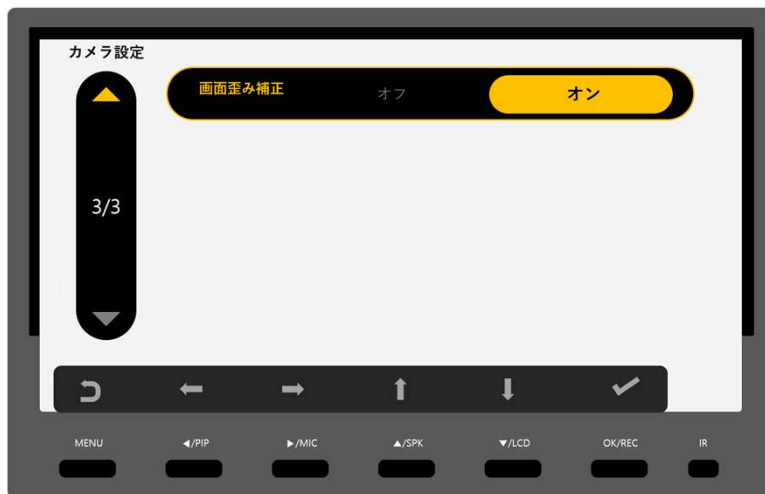 カメラ設定
画面歪み補正 オフ オン
3/3
MENU ◀/PIP ▶/MIC ▲/SPK ▼/LCD OK/REC IR